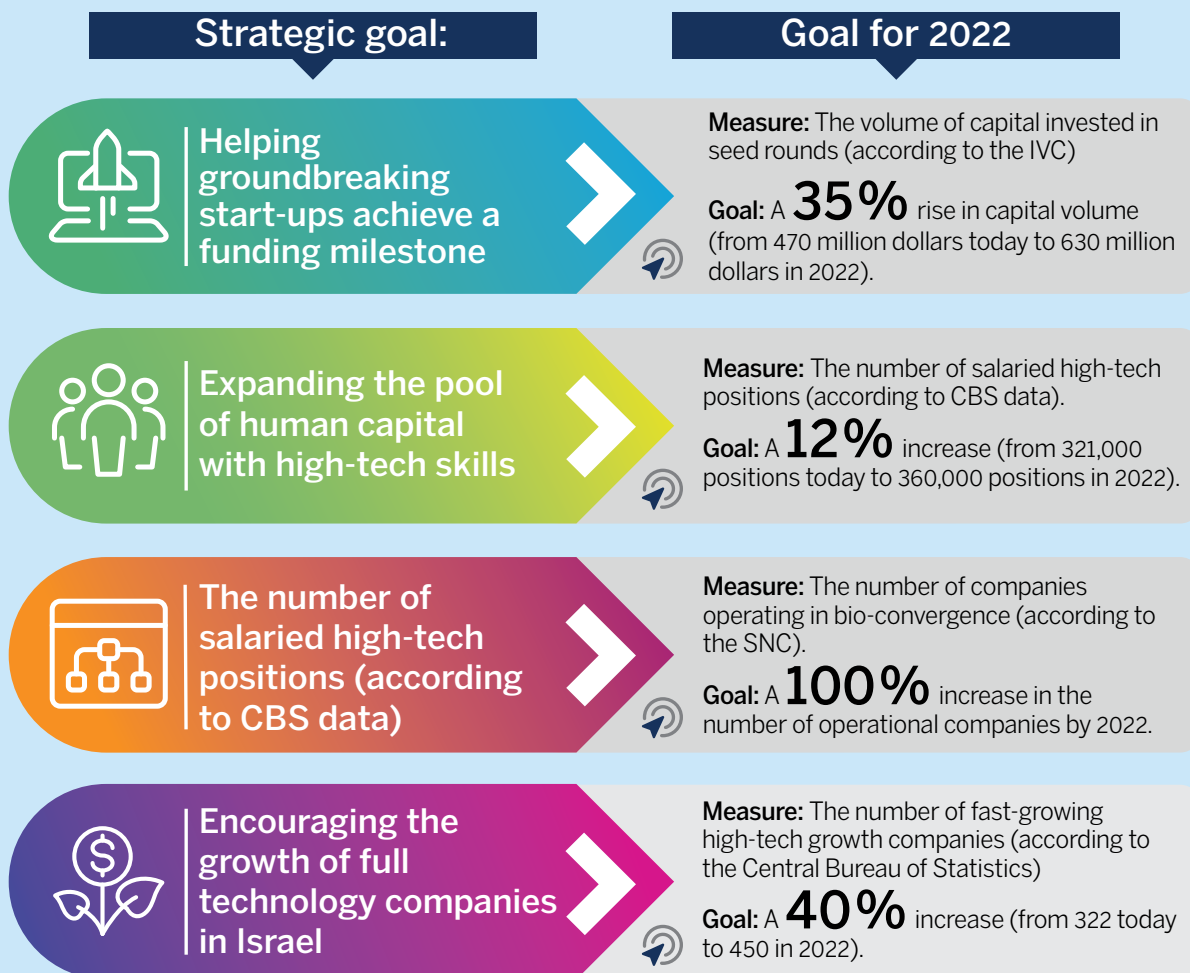 Strategic goal:
Goal for 2022
Helping
groundbreaking
start-ups achieve a
funding milestone
Measure: The volume of capital invested in
seed rounds (according to the IVC)
Goal: A 35% rise in capital volume
(from 470 million dollars today to 630 million
dollars in 2022).
Expanding the pool
of human capital
with high-tech skills
Measure: The number of salaried high-tech
positions (according to CBS data).
Goal: A 12% increase (from 321,000
positions today to 360,000 positions in 2022).
The number of
salaried high-tech
positions (according
to CBS data)
Measure: The number of companies
operating in bio-convergence (according to
the SNC).
Goal: A 100% increase in the
number of operational companies by 2022.
Encouraging the
growth of full
technology companies
in Israel
Measure: The number of fast-growing
high-tech growth companies (according to
the Central Bureau of Statistics)
Goal: A 40% increase (from 322 today
to 450 in 2022).
$